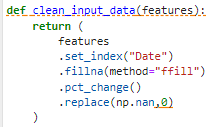 def clean_input_data(features):
    return (
        features
        .set_index("Date")
        .fillna(method="ffill")
        .pct_change()
        .replace(np.nan,0)
    )